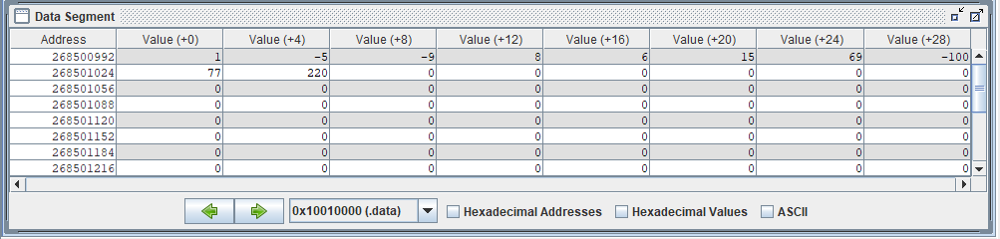 Data Segment
Address Value (+0) Value (+4) Value (+8) Value (+12) Value (+16) Value (+20) Value (+24) Value (+28)
268500992 1 -5 -9 8 6 15 69 -100
268501024 77 220 0 0 0 0 0 0
268501056 0 0 0 0 0 0 0 0
268501088 0 0 0 0 0 0 0 0
268501120 0 0 0 0 0 0 0 0
268501152 0 0 0 0 0 0 0 0
268501184 0 0 0 0 0 0 0 0
268501216 0 0 0 0 0 0 0 0
0x10010000 (.data) Hexadecimal Addresses Hexadecimal Values ASCII